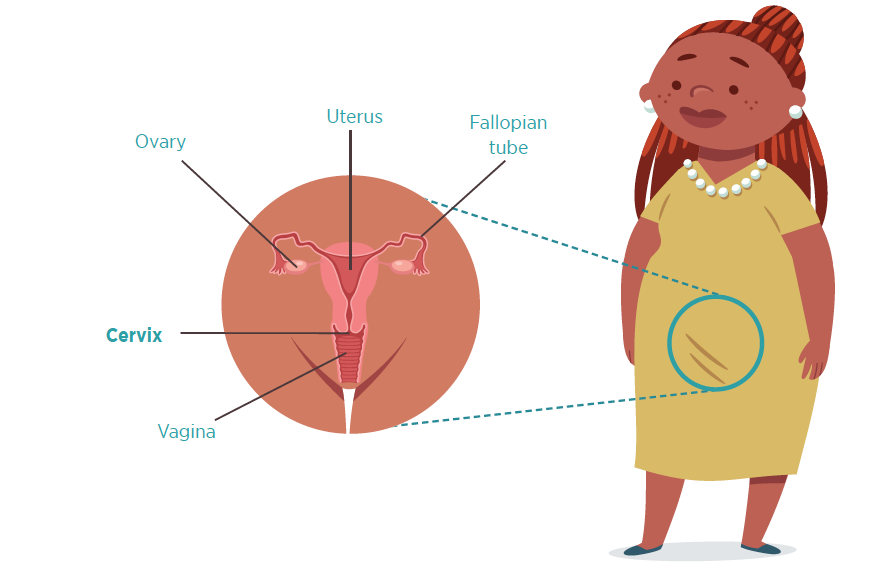 Uterus
Fallopian
tube
Ovary
Cervix
Vagina